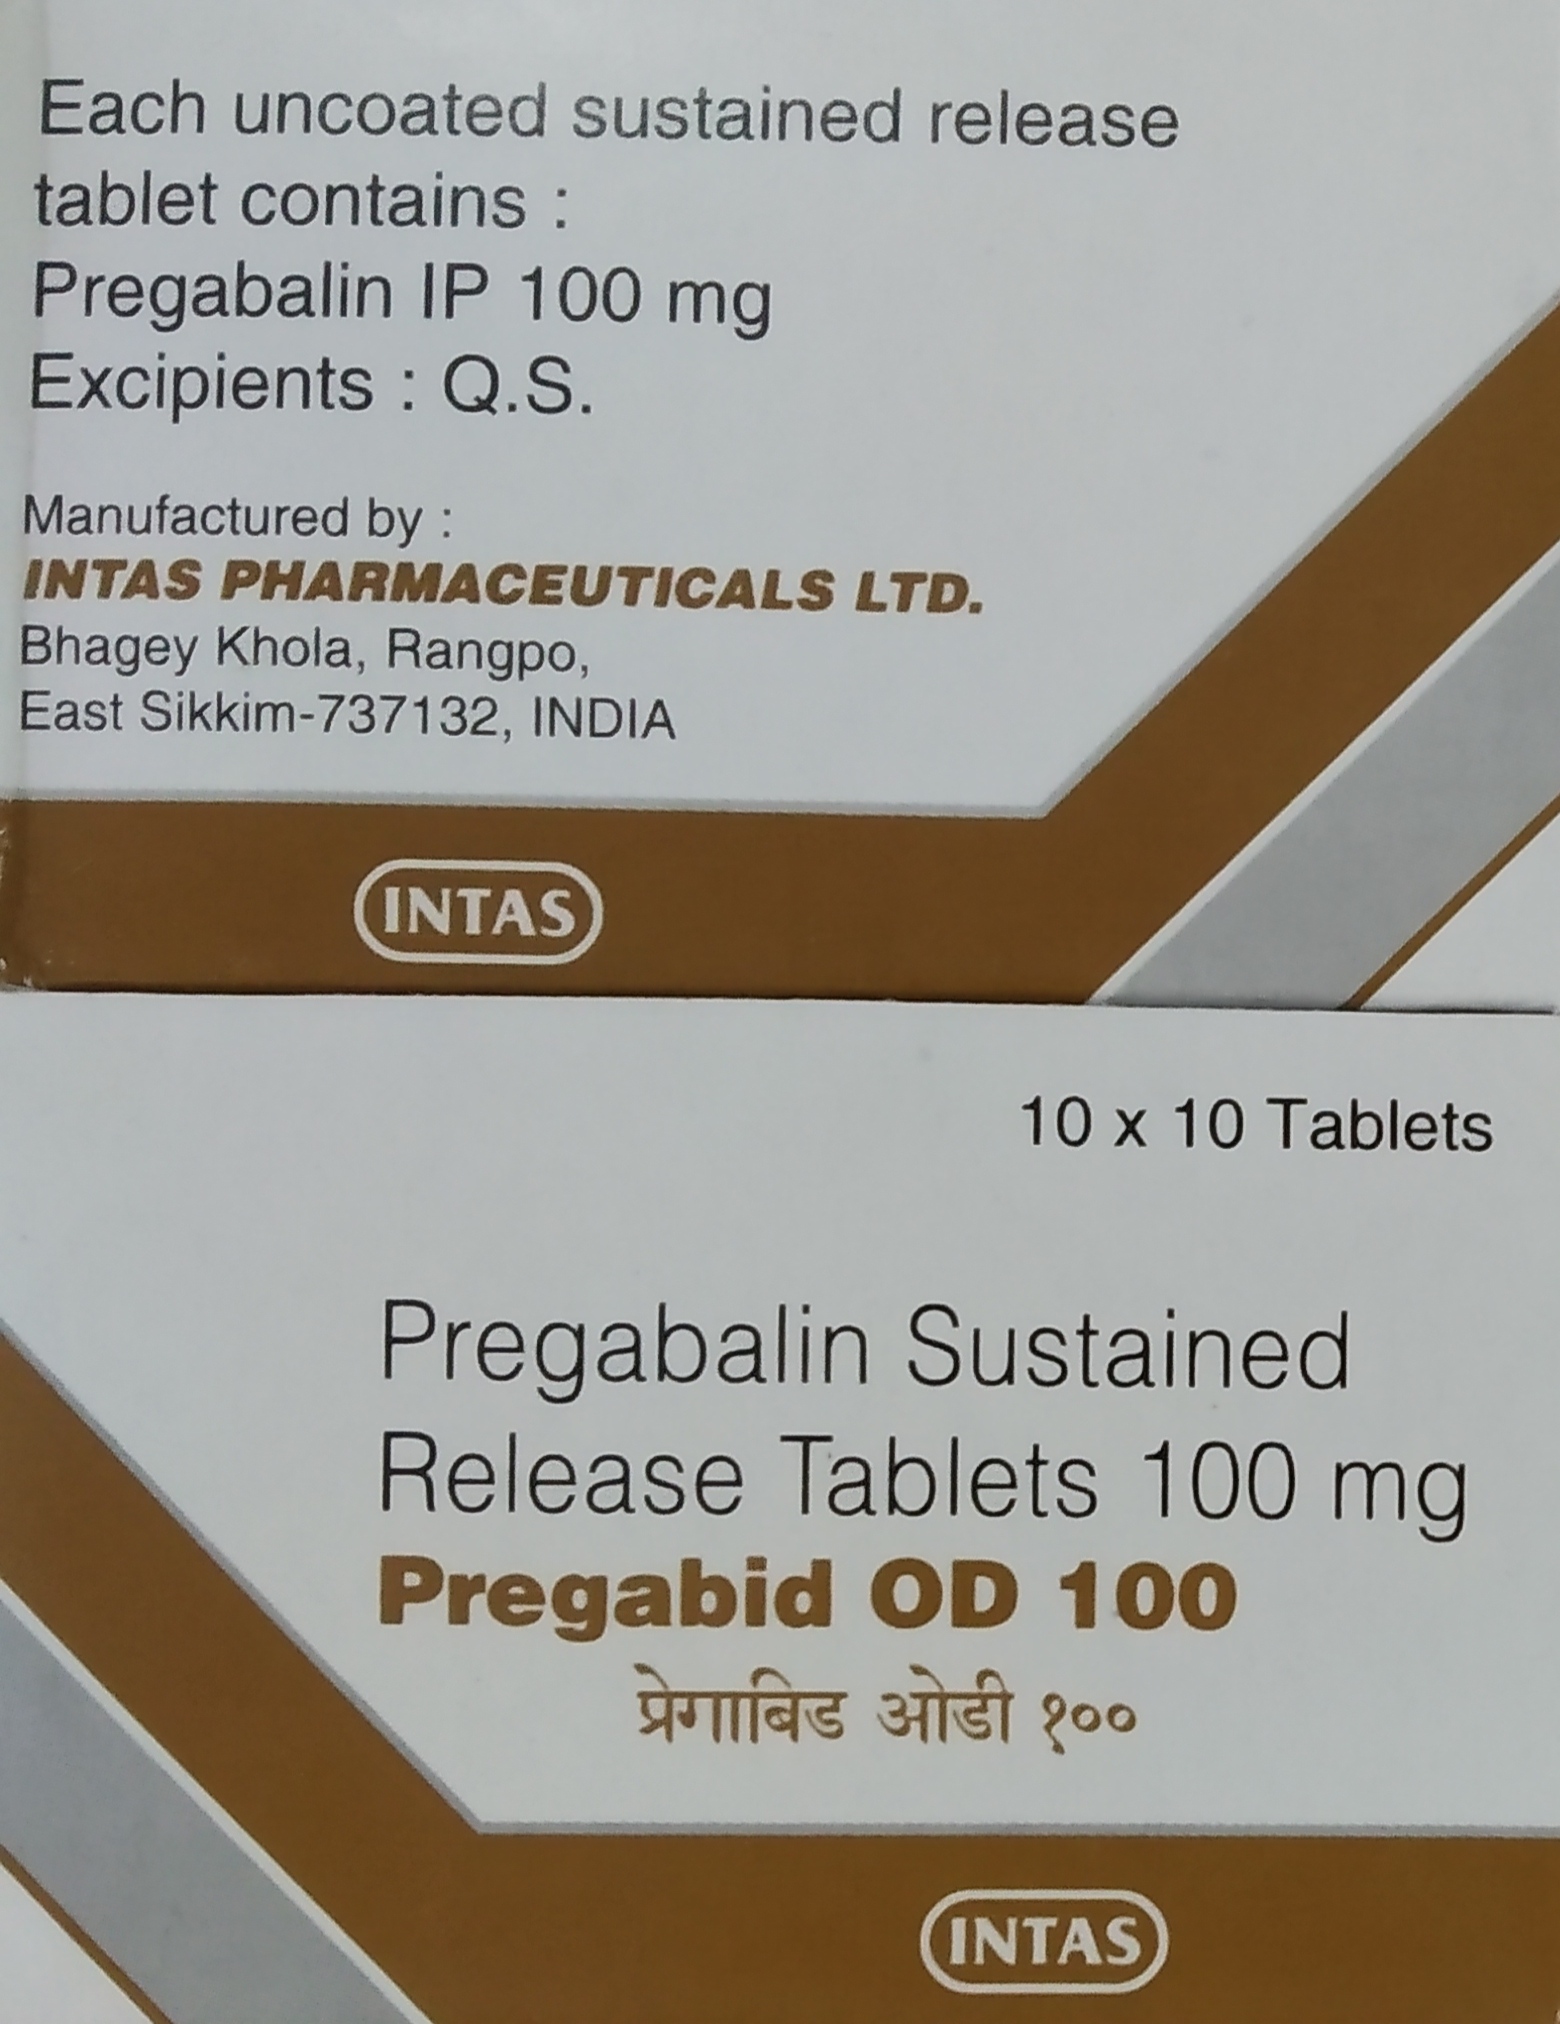 Each uncoated sustained release
tablet contains :
Pregabalin IP 100 mg
Excipients : Q.S.
Manufactured by :
INTAS PHARMACEUTICALS LTD.
Bhagey Khola, Rangpo,
East Sikkim-737132, INDIA
INTAS
10 x 10 Tablets
Pregabalin Sustained
Release Tablets 100 mg
Pregabid OD 100
प्रेगाबिड ओडी १००
INTAS